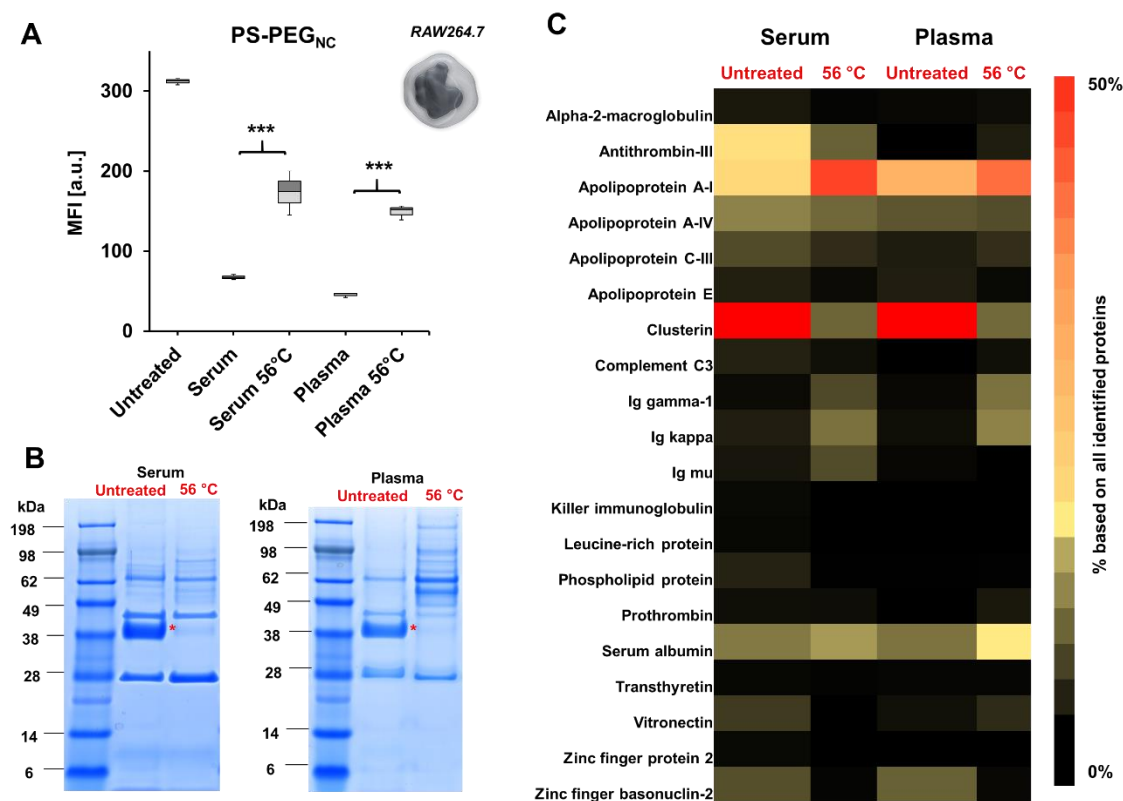 A
PS-PEGNC
RAW264.7
MFI [a.u.]
300
200
100
0
***
***
Untreated
Serum
Serum 56°C
Plasma
Plasma 56°C
B
Serum
Untreated 56 °C
kDa
198
98
62
49
38
28
14
6
*
Plasma
Untreated 56 °C
kDa
198
98
62
49
38
28
14
6
*
C
Serum Plasma
Untreated 56 °C Untreated 56 °C
Alpha-2-macroglobulin
Antithrombin-III
Apolipoprotein A-I
Apolipoprotein A-IV
Apolipoprotein C-III
Apolipoprotein E
Clusterin
Complement C3
Ig gamma-1
Ig kappa
Ig mu
Killer immunoglobulin
Leucine-rich protein
Phospholipid protein
Prothrombin
Serum albumin
Transthyretin
Vitronectin
Zinc finger protein 2
Zinc finger basonuclin-2
50%
% based on all identified proteins
0%